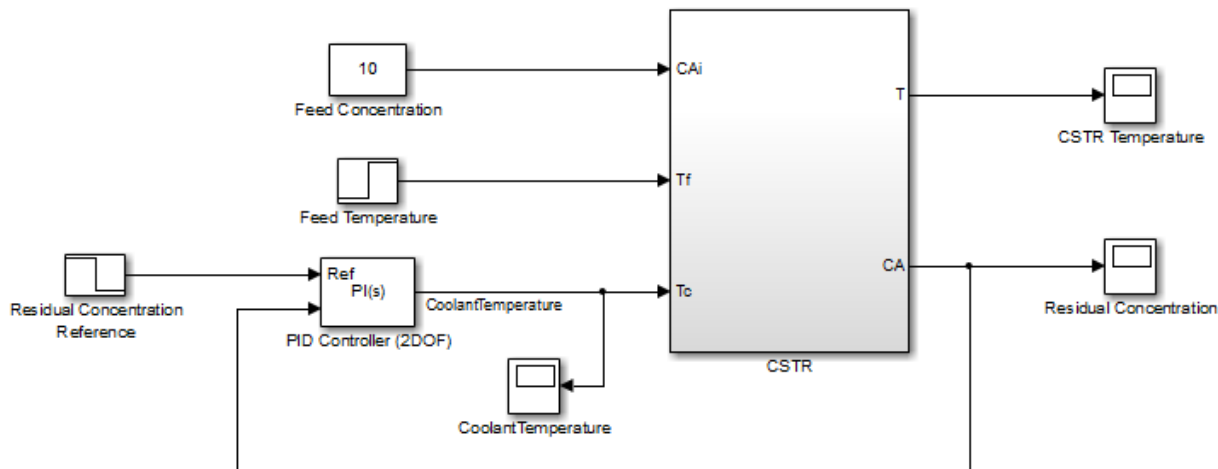 10
Feed Concentration
CAi
T
CSTR Temperature
Tf
Feed Temperature
CA
Residual Concentration
Ref
PI(s)
CoolantTemperature
Tc
Residual Concentration
Reference
PID Controller (2DOF)
CSTR
CoolantTemperature